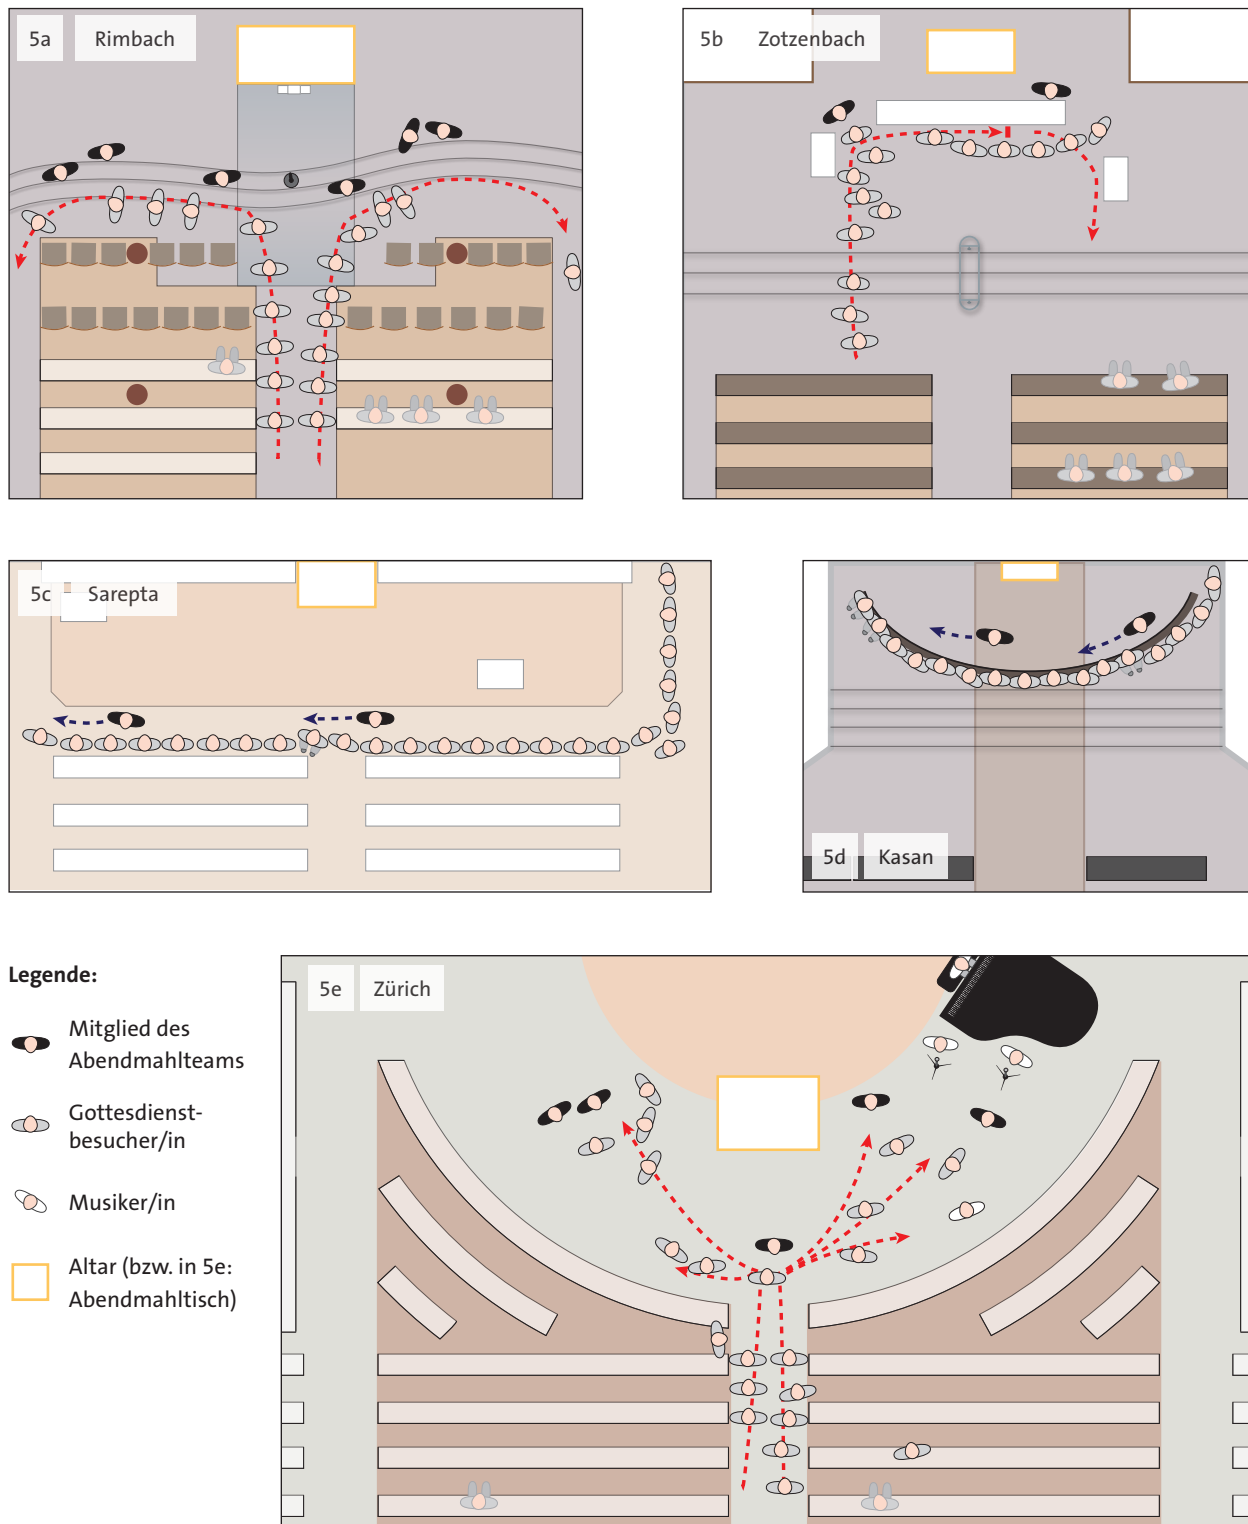 5a Rimbach
5b Zotzenbach
5c Sarepta
5d Kasan
Legende:
Mitglied des
Abendmahlteams
Gottesdienst-
besucher/in
Musiker/in
Altar (bzw. in 5e:
Abendmahltisch)
5e Zürich